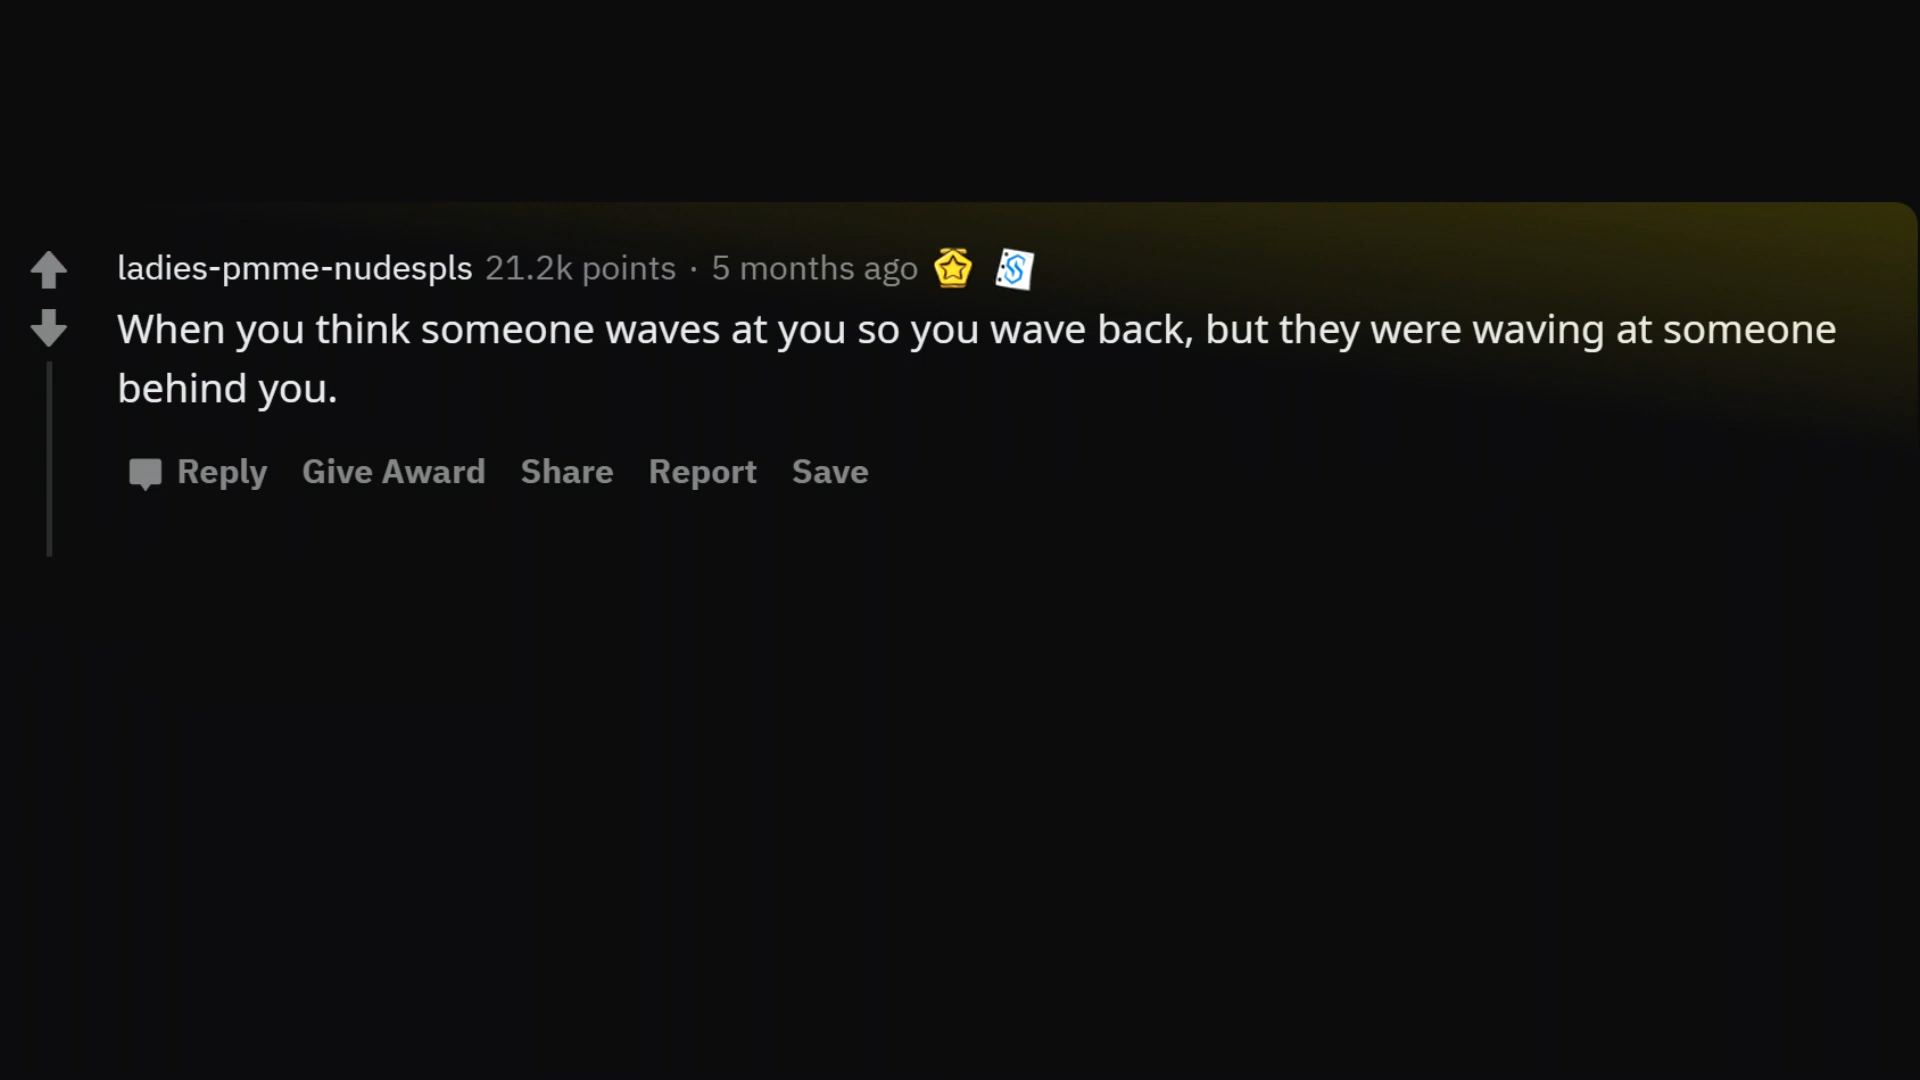 ladies-pmme-nudespls 21.2k points · 5 months ago
When you think someone waves at you so you wave back, but they were waving at someone
behind you.
Reply Give Award Share Report Save